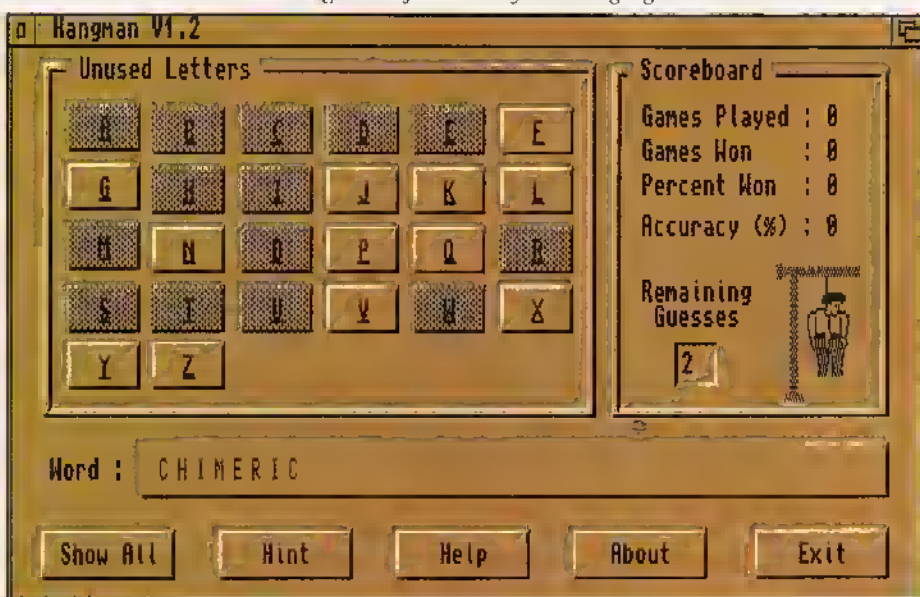 Hangman V1.2
Unused Letters
A B C D E F
G H I J K L
M N O P Q R
S T U V W X
Y Z
Scoreboard
Games Played : 0
Games Won : 0
Percent Won : 0
Accuracy (%) : 0
Remaining
Guesses
2
Word : CHIMERIC
Show All Hint Help About Exit